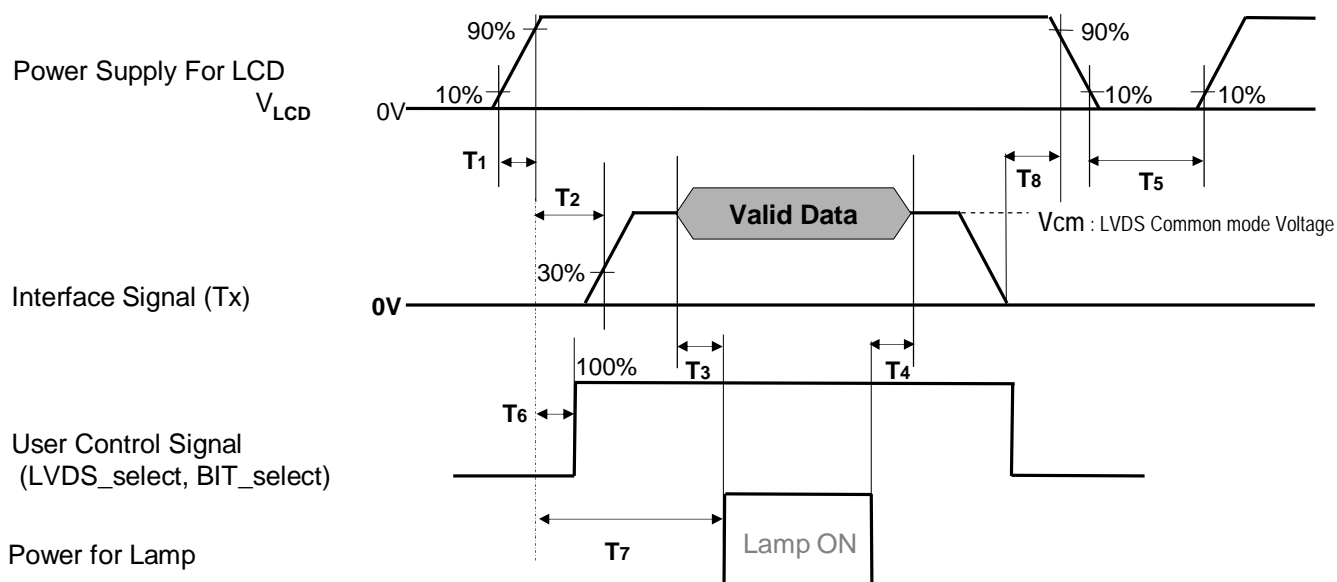 90%
90%
Power Supply For LCD
VLCD
10%
10%
10%
0V
T1
T2
T8
T5
Valid Data
Vcm : LVDS Common mode Voltage
30%
Interface Signal (Tx)
0V
100%
T3
T4
T6
User Control Signal
(LVDS_select, BIT_select)
T7
Lamp ON
Power for Lamp